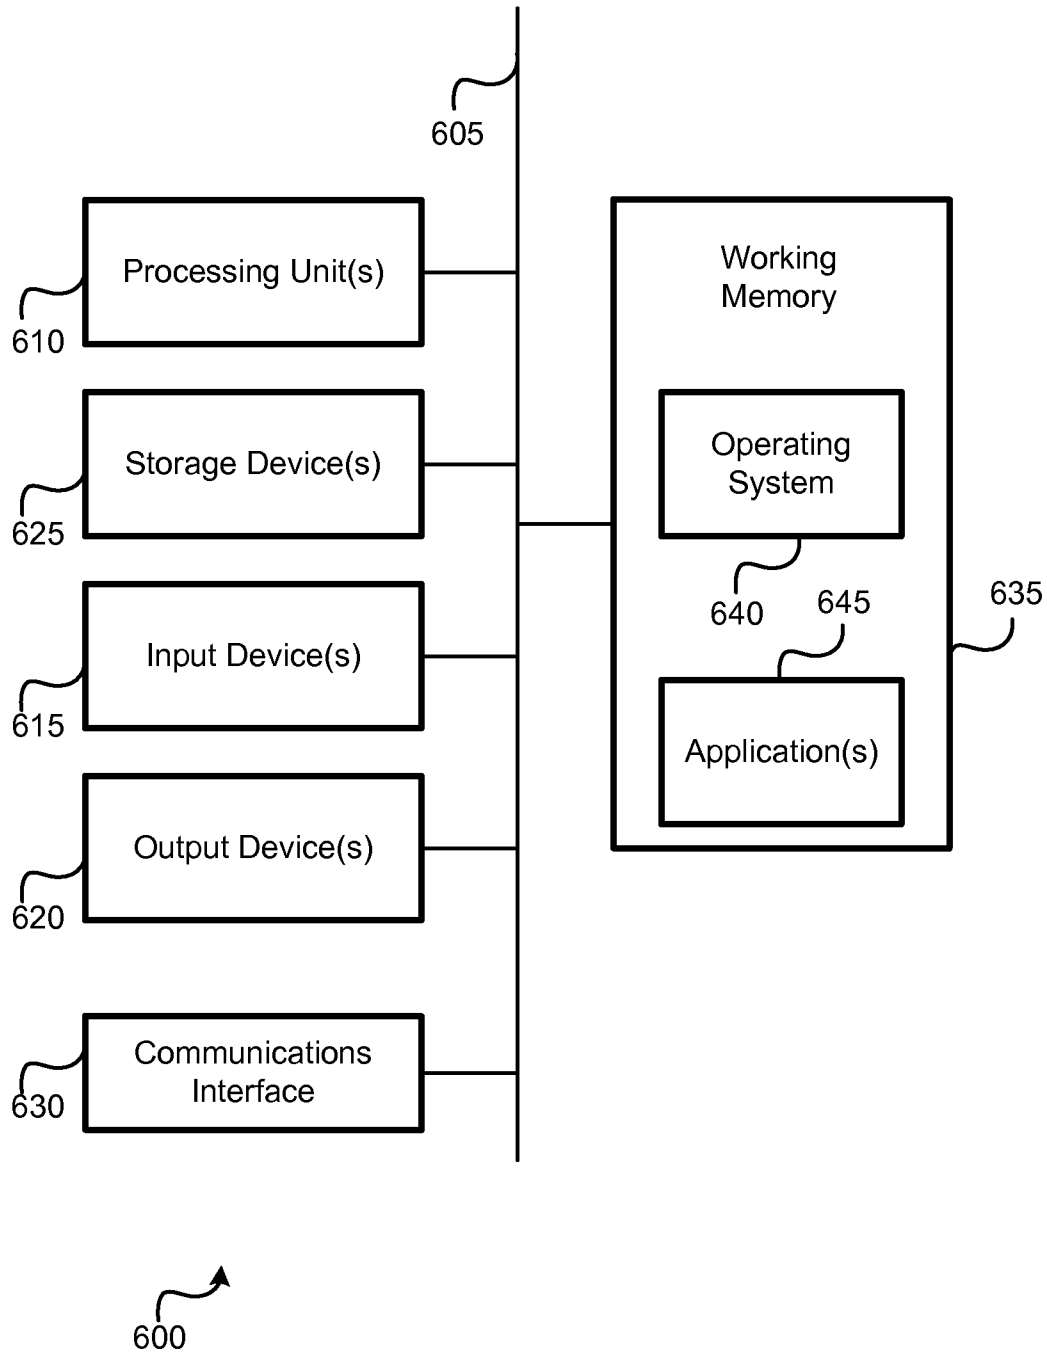 605
Processing Unit(s)
610
Storage Device(s)
625
Input Device(s)
615
Output Device(s)
620
Communications
Interface
630
Working
Memory
Operating
System
640
645
635
Application(s)
600